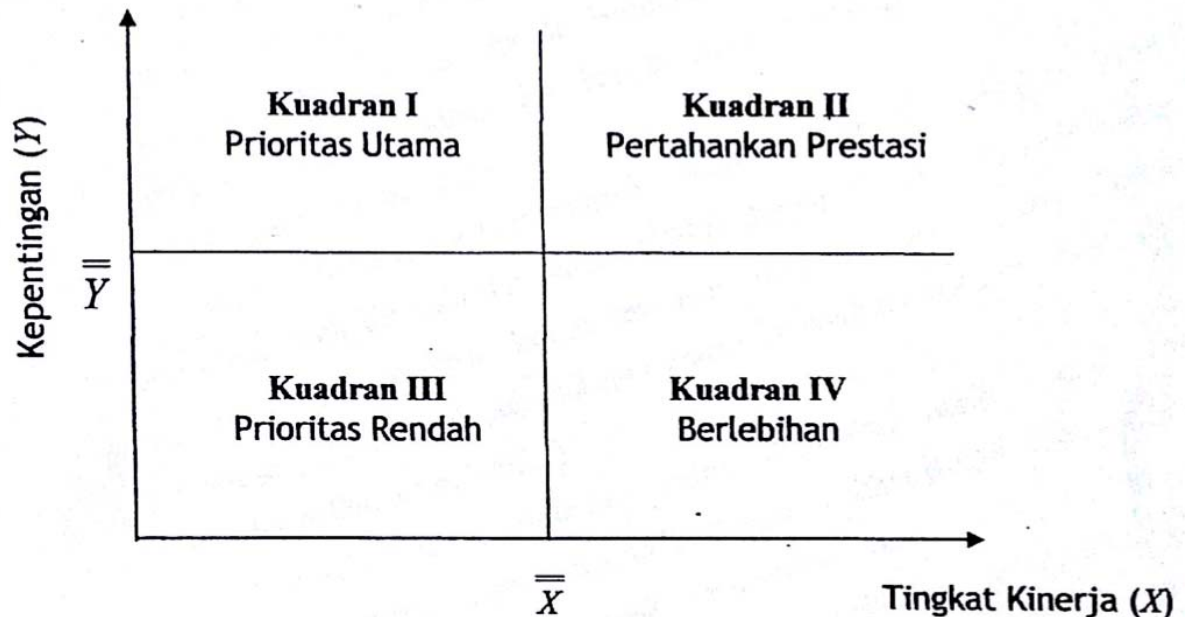 Kepentingan (Y)
Kuadran I
Prioritas Utama
Kuadran II
Pertahankan Prestasi
Y̿
Kuadran III
Prioritas Rendah
Kuadran IV
Berlebihan
X̿
Tingkat Kinerja (X)